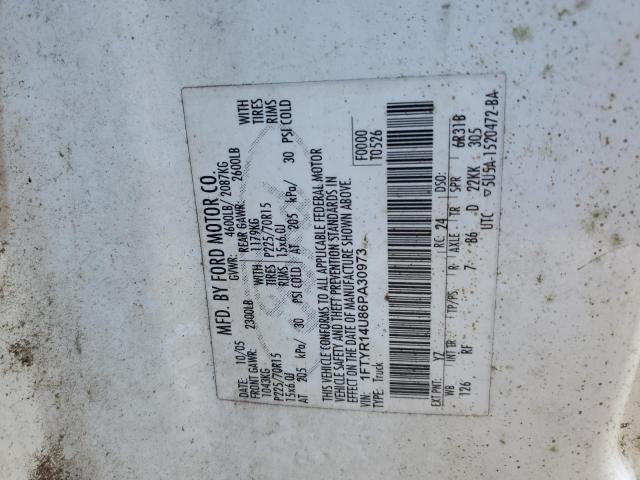 MFD. BY FORD MOTOR CO.
DATE: 10/05 GVWR: 4600LB/ 2087KG
FRONT GAWR: 2300LB REAR GAWR: 2600LB
1043KG WITH 1179KG WITH
P225/70R15 TIRES P225/70R15 TIRES
15x6.0J RIMS 15x6.0J RIMS
AT 205 kPa/ 30 PSI COLD AT 205 kPa/ 30 PSI COLD
THIS VEHICLE CONFORMS TO ALL APPLICABLE FEDERAL MOTOR
VEHICLE SAFETY AND THEFT PREVENTION STANDARDS IN
EFFECT ON THE DATE OF MANUFACTURE SHOWN ABOVE.
VIN: 1FTYR14U86PA30973
TYPE: Truck
F0000
T0526
EXT PNT: YZ RC: 24 DSO:
WB INT TR TP/PS R AXLE TR SPR 6R31B
126 RF 7 B6 D 22KK 305
UTC ▽5U5A-1520472-BA